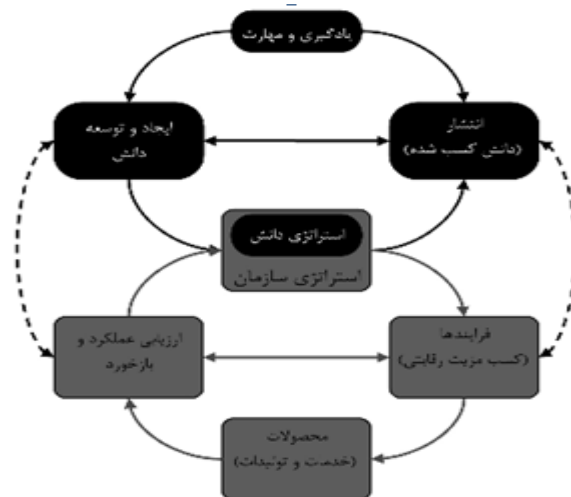 یادگیری و مهارت
انتشار
(دانش کسب شده)
ایجاد و توسعه
دانش
استراتژی دانش
استراتژی سازمان
فرایندها
(کسب مزیت رقابتی)
ارزیابی عملکرد و
بازخورد
محصولات
(خدمات و تولیدات)